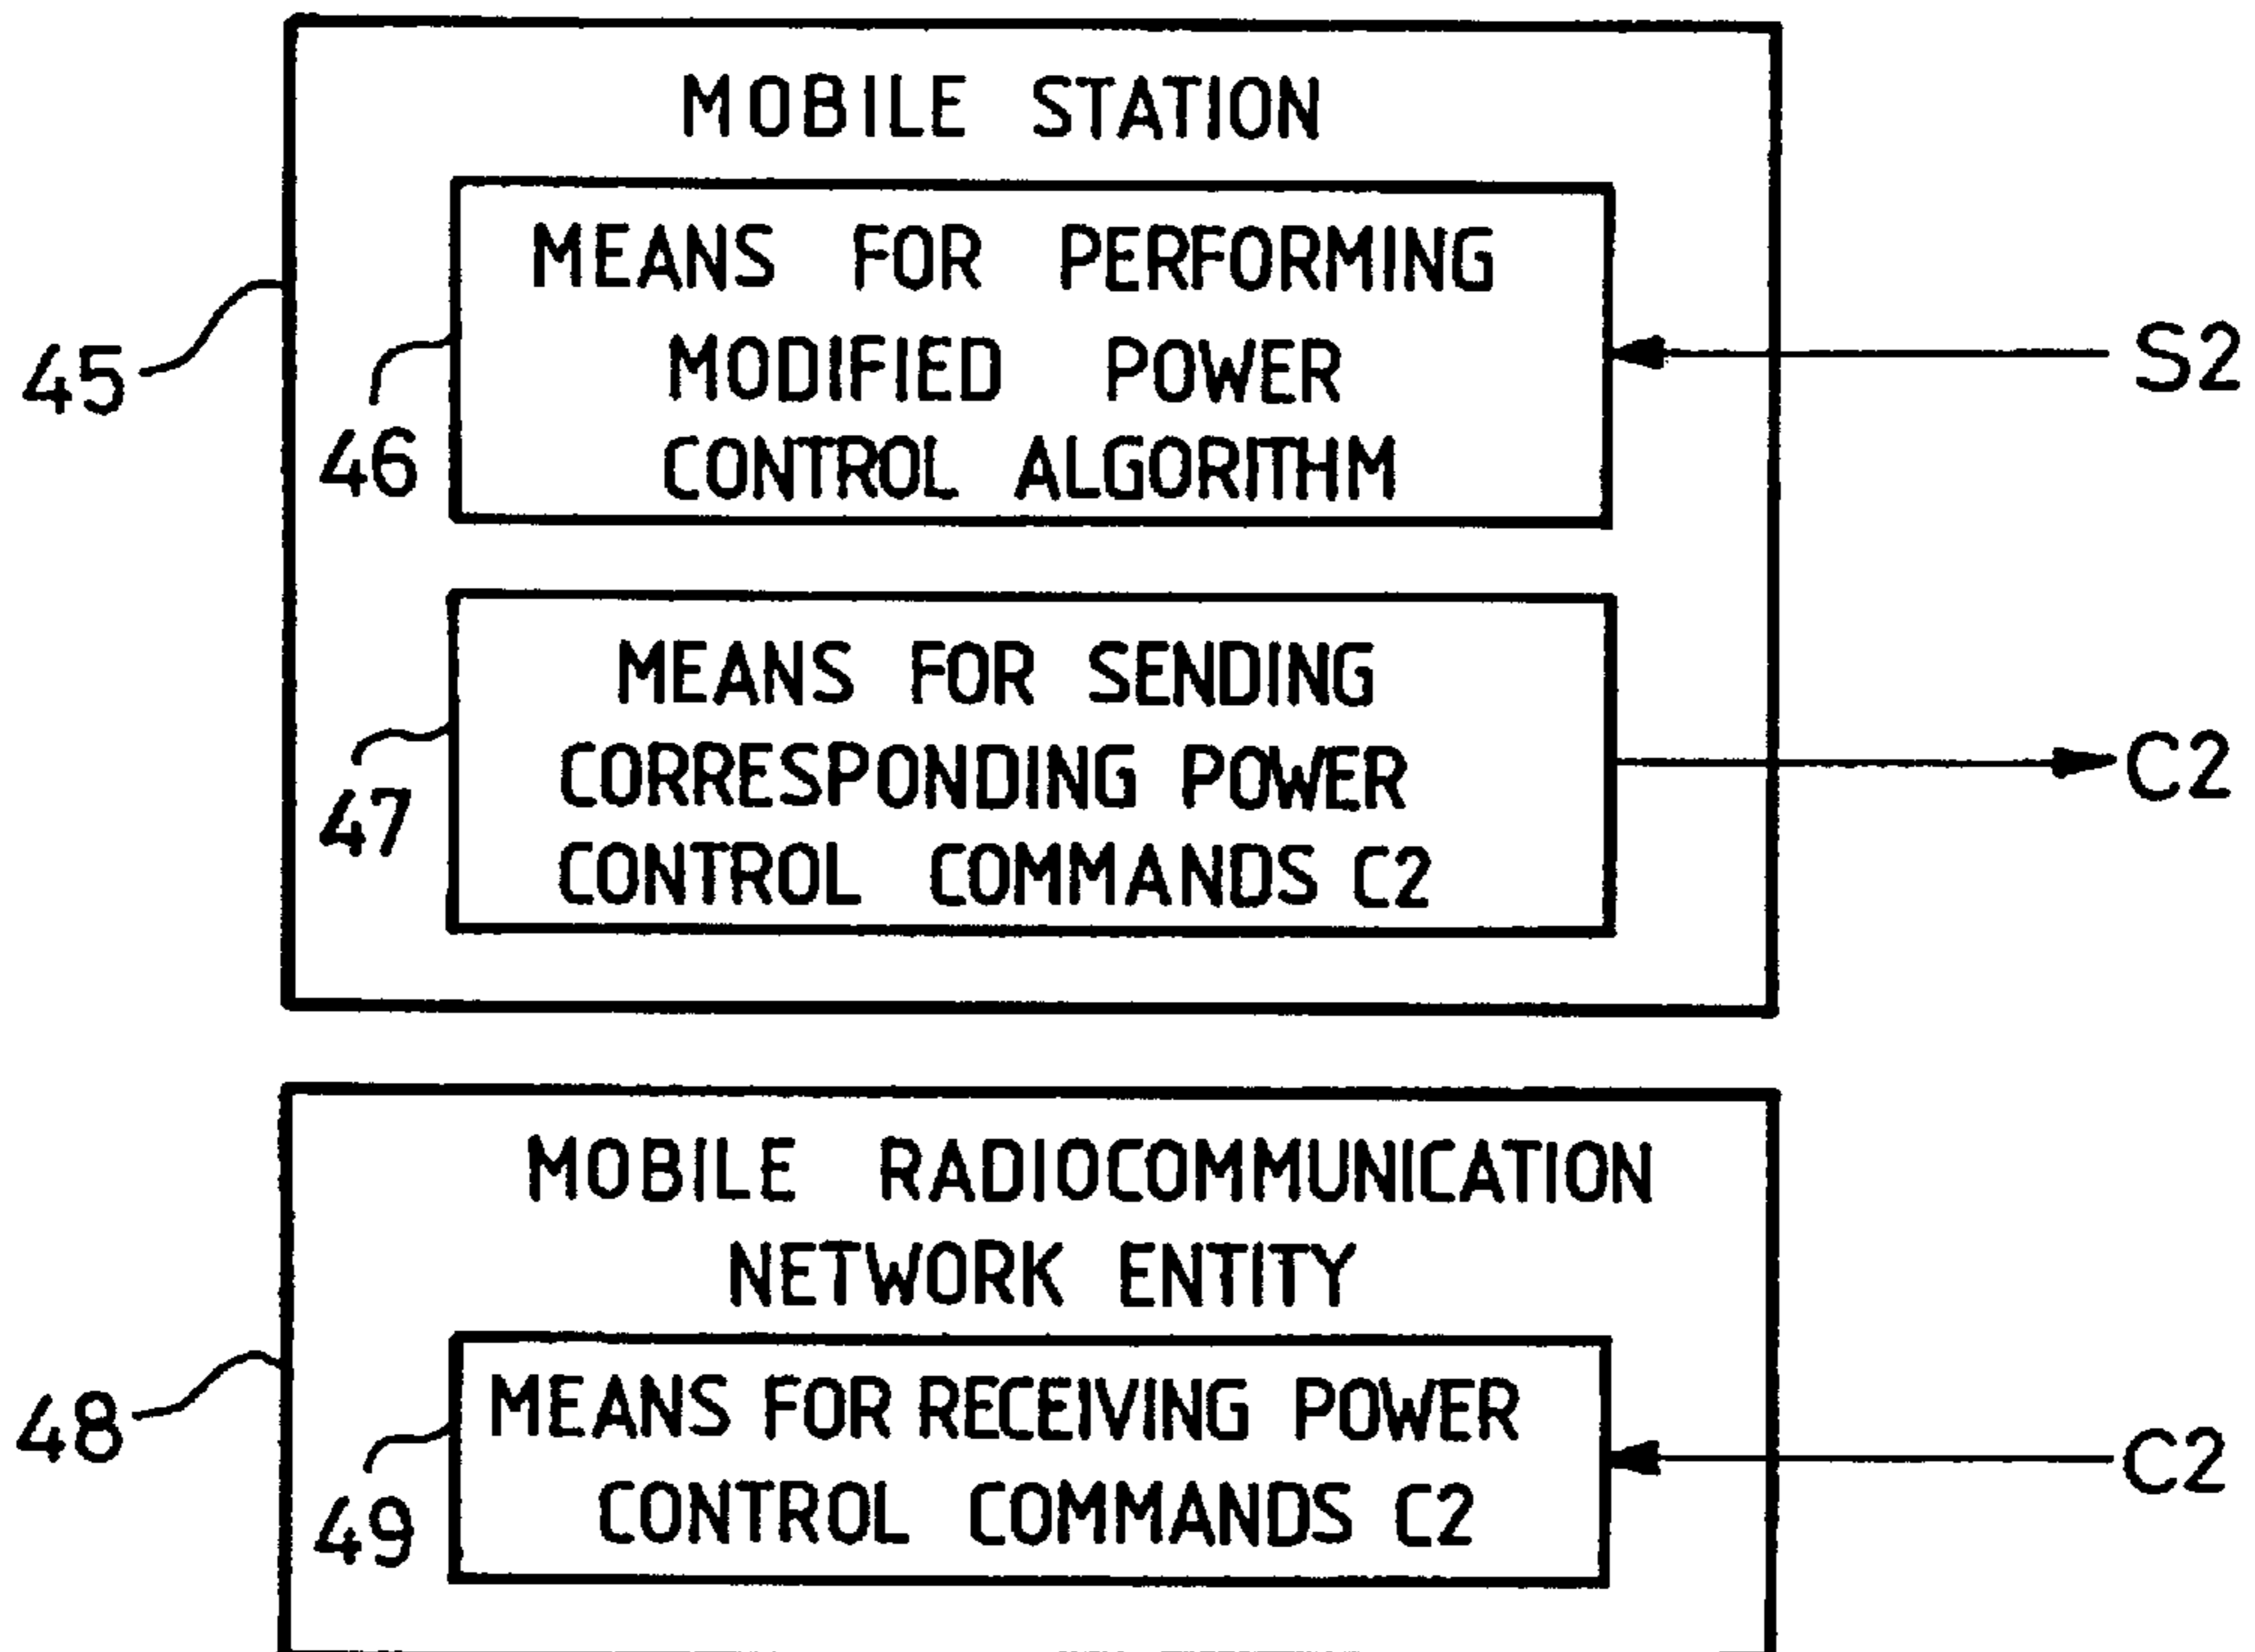 MOBILE STATION
MEANS FOR PERFORMING
MODIFIED POWER
CONTROL ALGORITHM
45
46
S2
MEANS FOR SENDING
CORRESPONDING POWER
CONTROL COMMANDS C2
47
C2
MOBILE RADIOCOMMUNICATION
NETWORK ENTITY
MEANS FOR RECEIVING POWER
CONTROL COMMANDS C2
48
49
C2